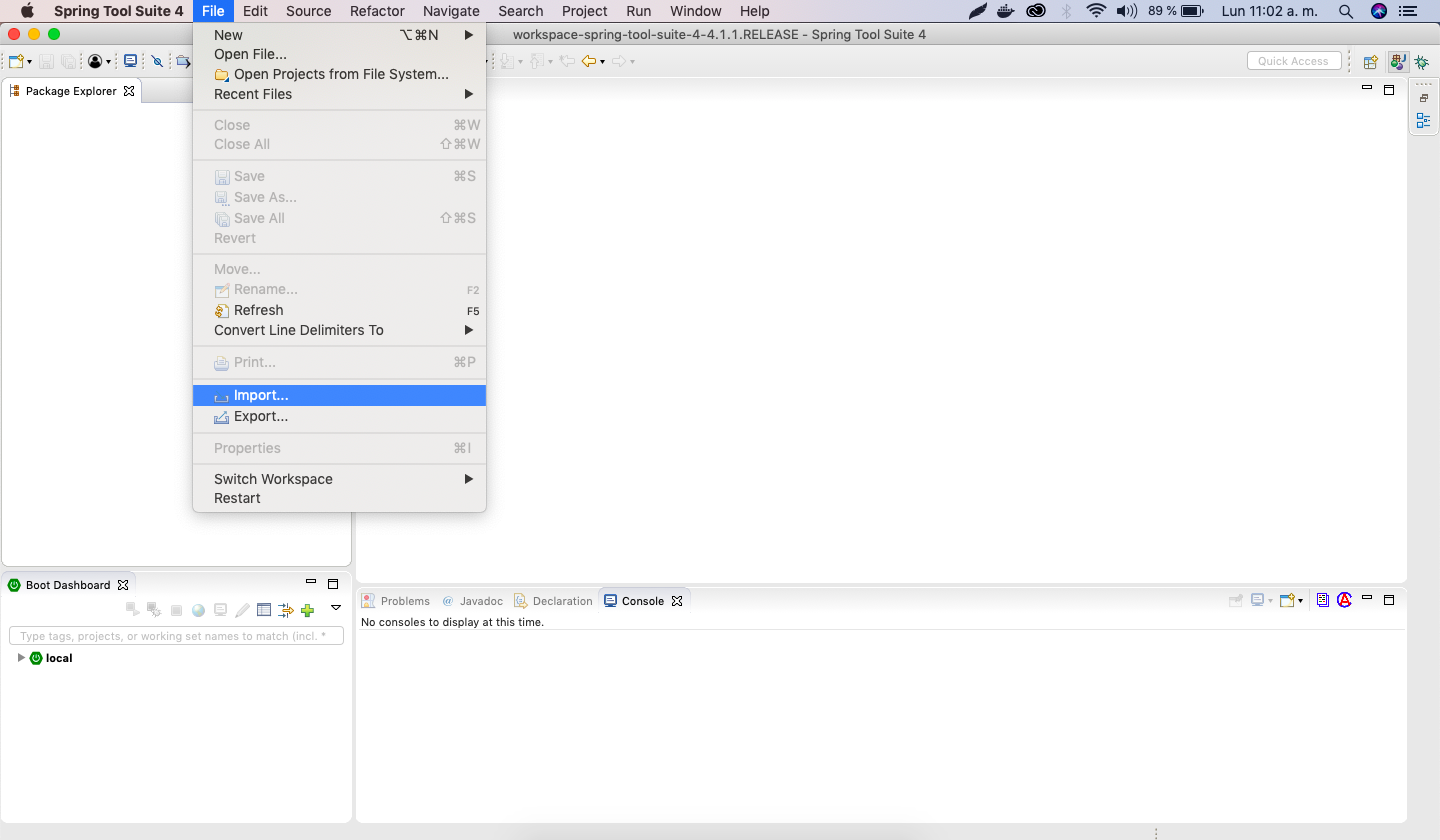 Spring Tool Suite 4 File Edit Source Refactor Navigate Search Project Run Window Help 89 % Lun 11:02 a. m.
workspace-spring-tool-suite-4-4.1.1.RELEASE - Spring Tool Suite 4
New ⌥⌘N
Open File...
Open Projects from File System...
Recent Files
Close ⌘W
Close All ⇧⌘W
Save ⌘S
Save As...
Save All ⇧⌘S
Revert
Move...
Rename... F2
Refresh F5
Convert Line Delimiters To
Print... ⌘P
Import...
Export...
Properties ⌘I
Switch Workspace
Restart
Quick Access
Package Explorer
Boot Dashboard
Type tags, projects, or working set names to match (incl. *
local
Problems @ Javadoc Declaration Console
No consoles to display at this time.